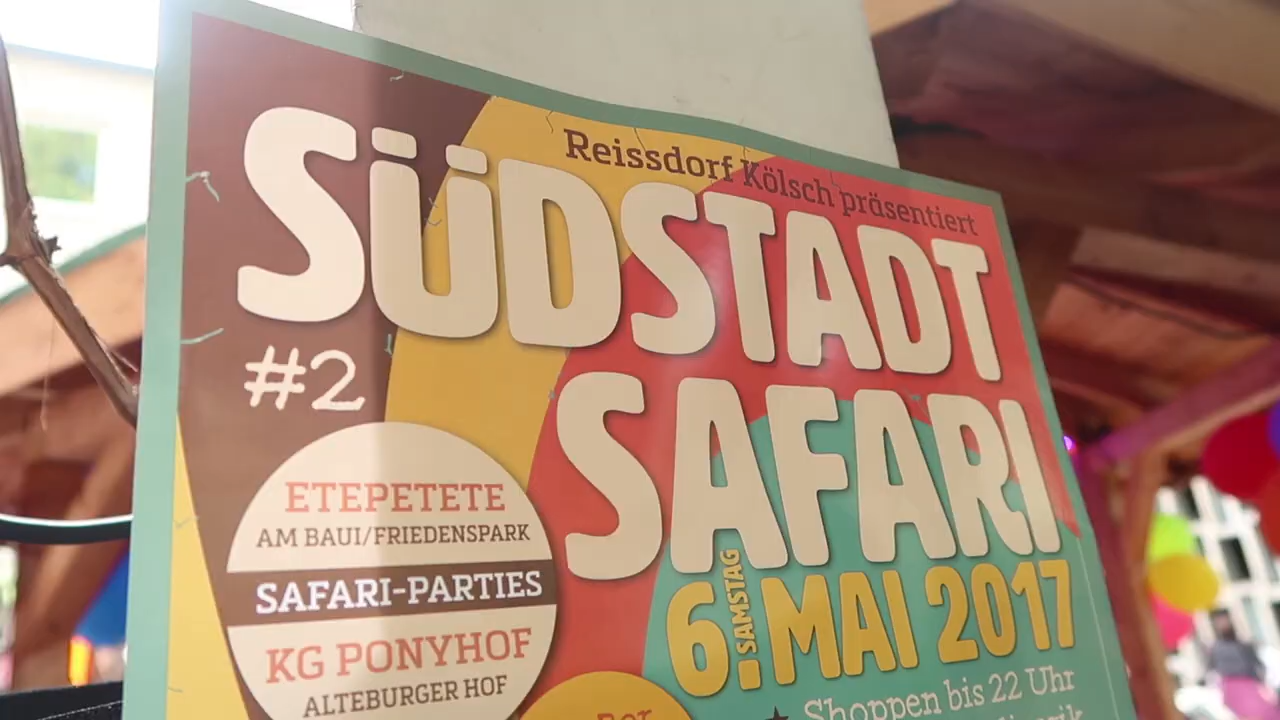 Reissdorf Kölsch präsentiert
SÜDSTADT
SAFARI
#2
6. SAMSTAG MAI 2017
ETEPETETE
AM BAUI/FRIEDENSPARK
SAFARI-PARTIES
KG PONYHOF
ALTEBURGER HOF
Shoppen bis 22 Uhr